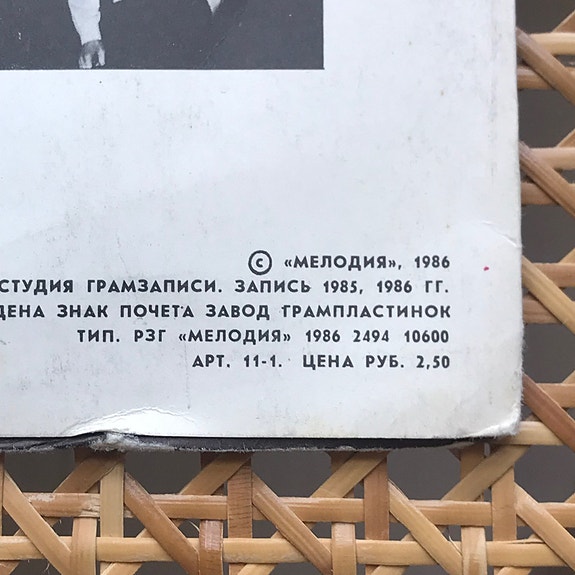 © «МЕЛОДИЯ», 1986
СТУДИЯ ГРАМЗАПИСИ. ЗАПИСЬ 1985, 1986 ГГ.
ДЕНА ЗНАК ПОЧЕТА ЗАВОД ГРАМПЛАСТИНОК
ТИП. РЗГ «МЕЛОДИЯ» 1986 2494 10600
АРТ. 11-1. ЦЕНА РУБ. 2,50